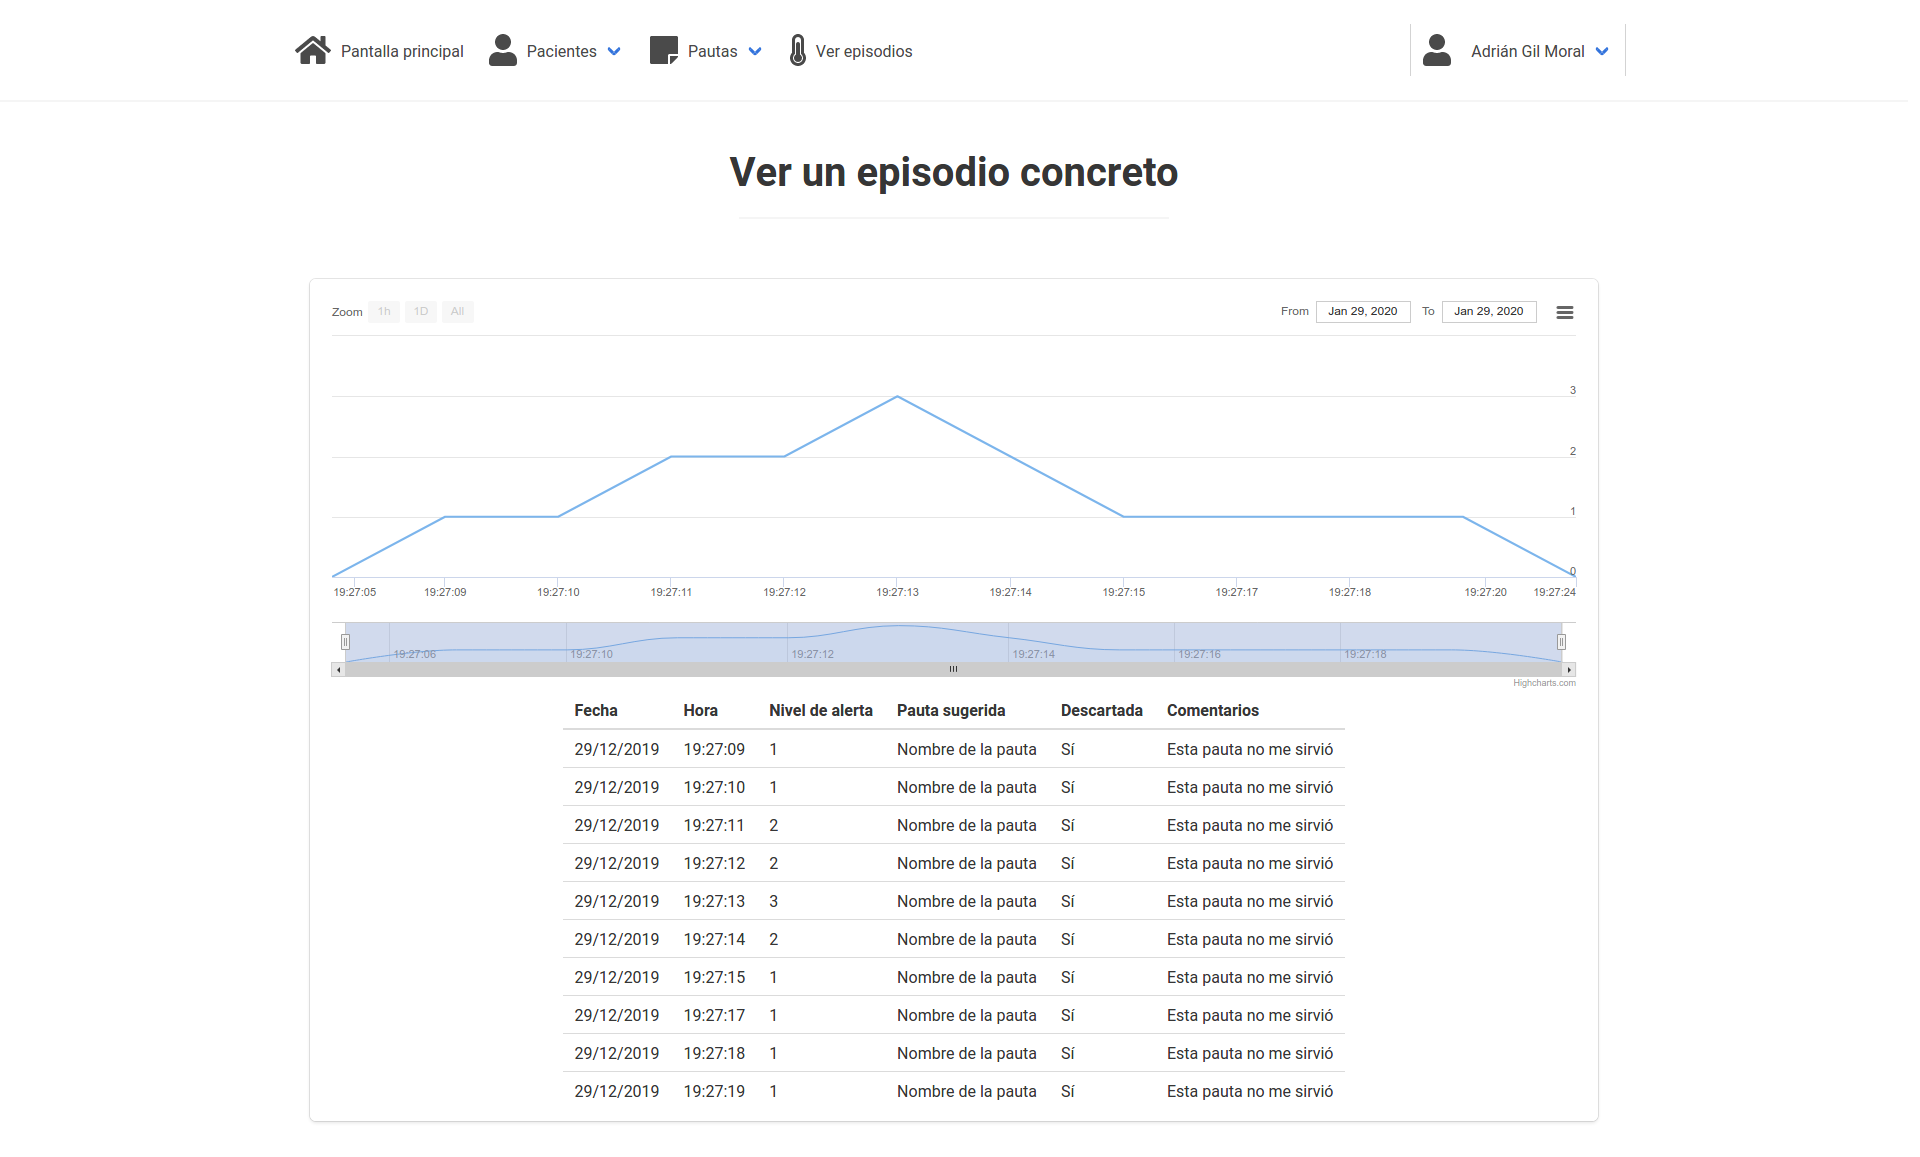 Pantalla principal Pacientes Pautas Ver episodios Adrián Gil Moral
Ver un episodio concreto
Zoom 1h 1D All From Jan 29, 2020 To Jan 29, 2020
3
2
1
0
19:27:05 19:27:09 19:27:10 19:27:11 19:27:12 19:27:13 19:27:14 19:27:15 19:27:17 19:27:18 19:27:20 19:27:24
19:27:06 19:27:10 19:27:12 19:27:14 19:27:16 19:27:18
Highcharts.com
Fecha Hora Nivel de alerta Pauta sugerida Descartada Comentarios
29/12/2019 19:27:09 1 Nombre de la pauta Sí Esta pauta no me sirvió
29/12/2019 19:27:10 1 Nombre de la pauta Sí Esta pauta no me sirvió
29/12/2019 19:27:11 2 Nombre de la pauta Sí Esta pauta no me sirvió
29/12/2019 19:27:12 2 Nombre de la pauta Sí Esta pauta no me sirvió
29/12/2019 19:27:13 3 Nombre de la pauta Sí Esta pauta no me sirvió
29/12/2019 19:27:14 2 Nombre de la pauta Sí Esta pauta no me sirvió
29/12/2019 19:27:15 1 Nombre de la pauta Sí Esta pauta no me sirvió
29/12/2019 19:27:17 1 Nombre de la pauta Sí Esta pauta no me sirvió
29/12/2019 19:27:18 1 Nombre de la pauta Sí Esta pauta no me sirvió
29/12/2019 19:27:19 1 Nombre de la pauta Sí Esta pauta no me sirvió